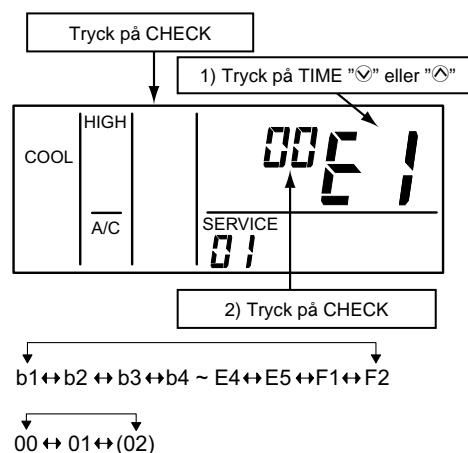 Tryck på CHECK
1) Tryck på TIME "⌄" eller "⌃"
HIGH
00 E1
COOL
A/C
SERVICE
01
2) Tryck på CHECK
b1↔b2 ↔ b3↔b4 ~ E4↔E5 ↔F1↔F2
00 ↔ 01↔(02)